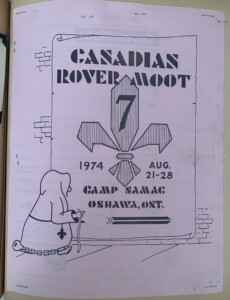 CANADIAN
ROVER MOOT
7
1974 AUG.
21-28
CAMP SAMAC
OSHAWA, ONT.